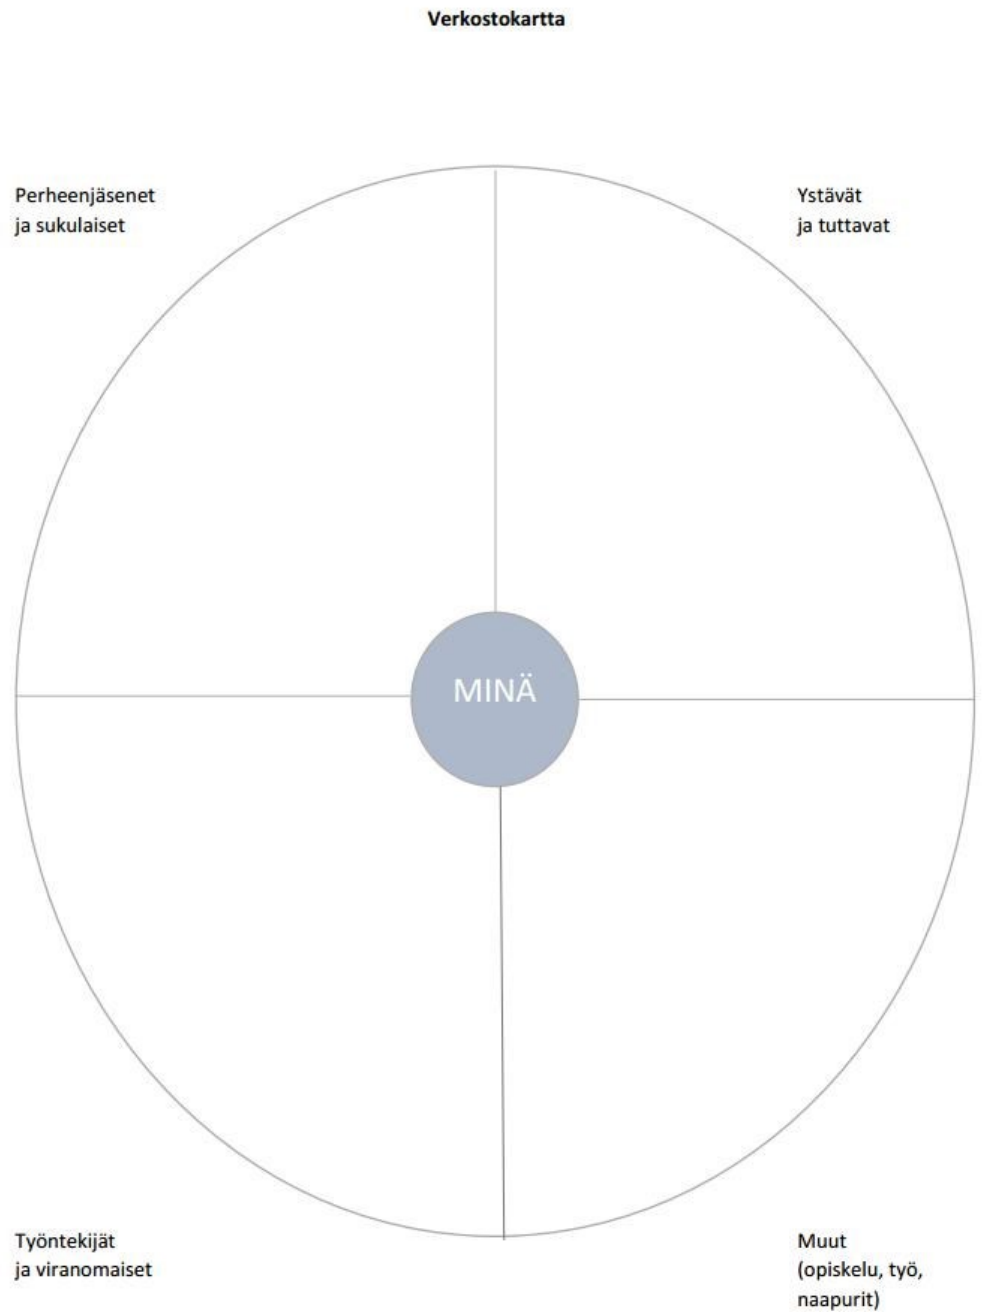 Verkostokartta
Perheenjäsenet
ja sukulaiset
Ystävät
ja tuttavat
MINÄ
Työntekijät
ja viranomaiset
Muut
(opiskelu, työ,
naapurit)